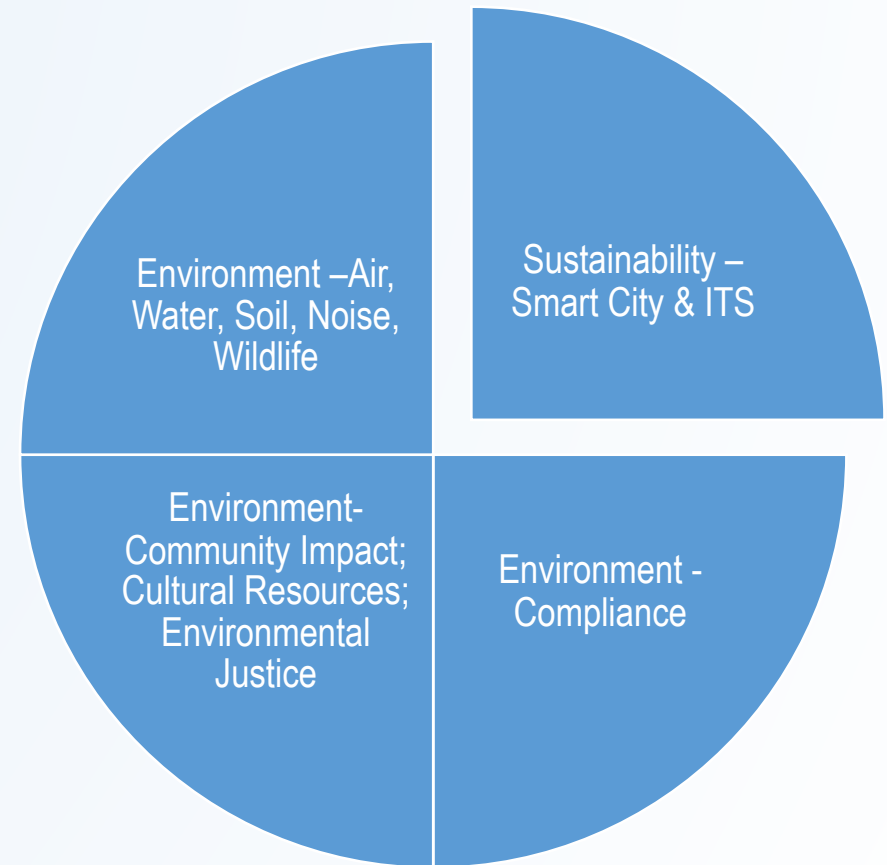 Environment –Air,
Water, Soil, Noise,
Wildlife
Sustainability –
Smart City & ITS
Environment-
Community Impact;
Cultural Resources;
Environmental
Justice
Environment -
Compliance